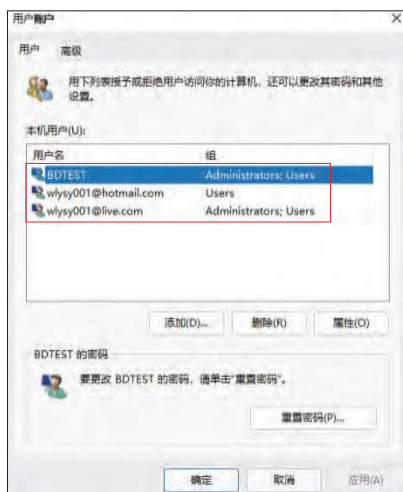 用户账户
用户 高级
用下列表授予或拒绝用户访问你的计算机，还可以更改其密码和其他
设置。
本机用户(U):
用户名 组
BDTEST Administrators; Users
wlysy001@hotmail.com Users
wlysy001@live.com Administrators; Users
添加(D)... 删除(R) 属性(O)
BDTEST 的密码
要更改 BDTEST 的密码，请单击"重置密码"。
重置密码(P)...
确定 取消 应用(A)